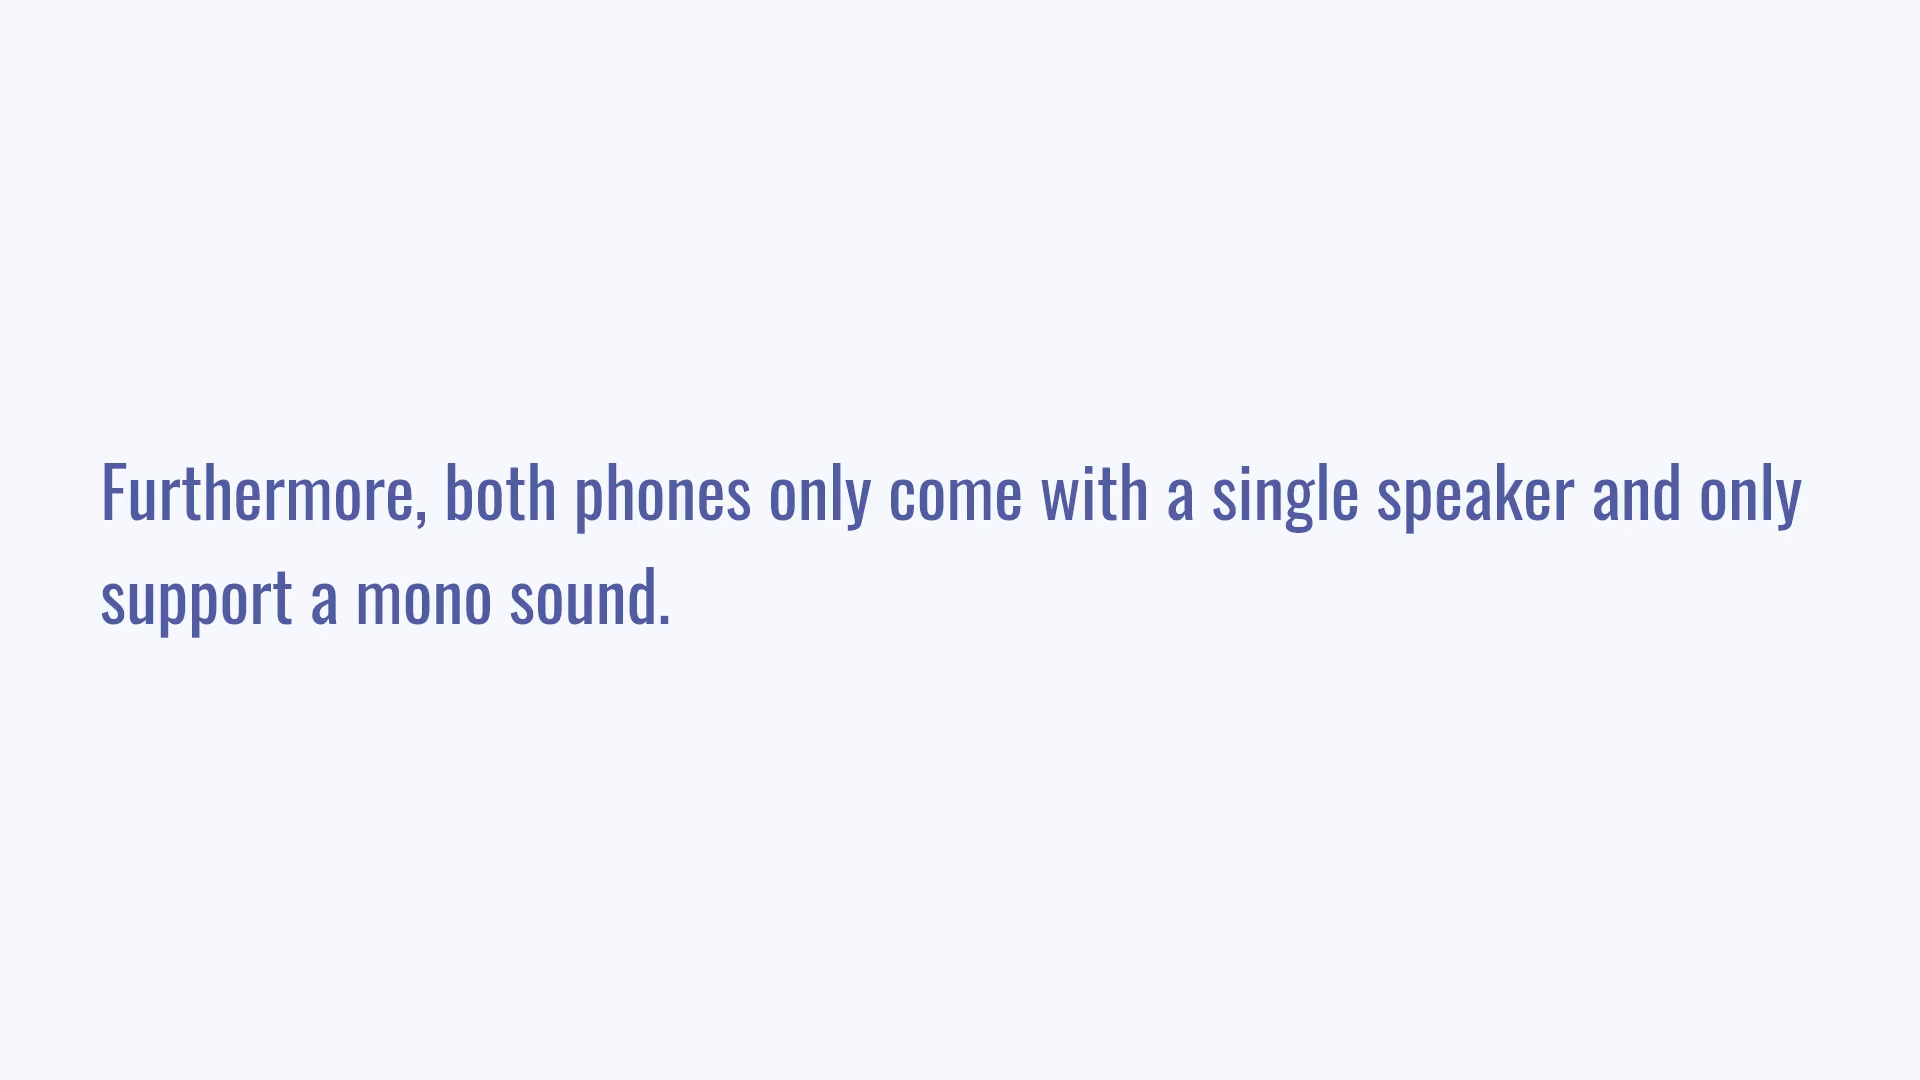 Furthermore, both phones only come with a single speaker and only
support a mono sound.